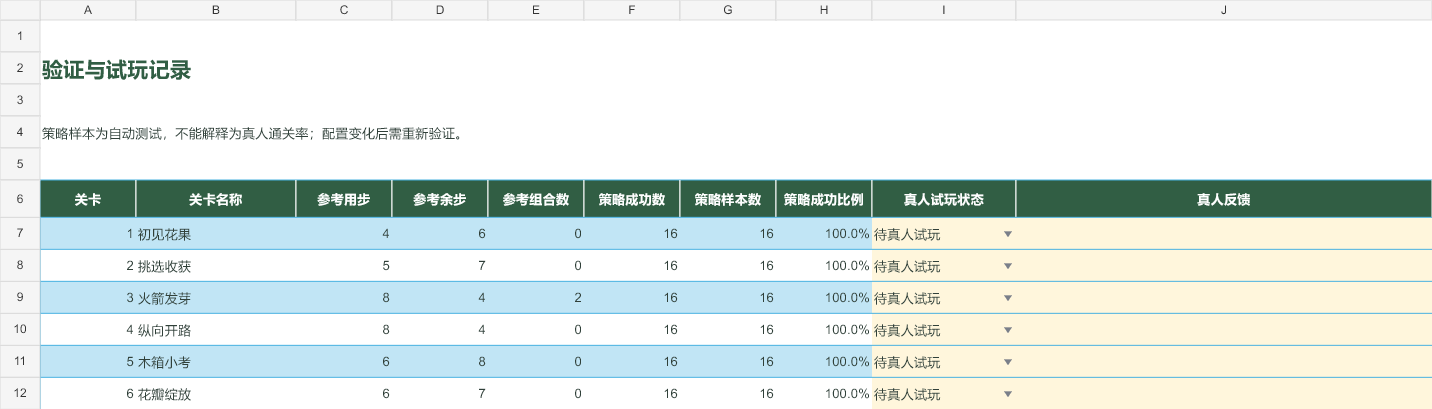 A B C D E F G H I J
1
2 验证与试玩记录
3
4 策略样本为自动测试，不能解释为真人通关率；配置变化后需重新验证。
5
6 关卡 关卡名称 参考用步 参考余步 参考组合数 策略成功数 策略样本数 策略成功比例 真人试玩状态 真人反馈
7 1 初见花果 4 6 0 16 16 100.0% 待真人试玩
8 2 挑选收获 5 7 0 16 16 100.0% 待真人试玩
9 3 火箭发芽 8 4 2 16 16 100.0% 待真人试玩
10 4 纵向开路 8 4 0 16 16 100.0% 待真人试玩
11 5 木箱小考 6 8 0 16 16 100.0% 待真人试玩
12 6 花瓣绽放 6 7 0 16 16 100.0% 待真人试玩